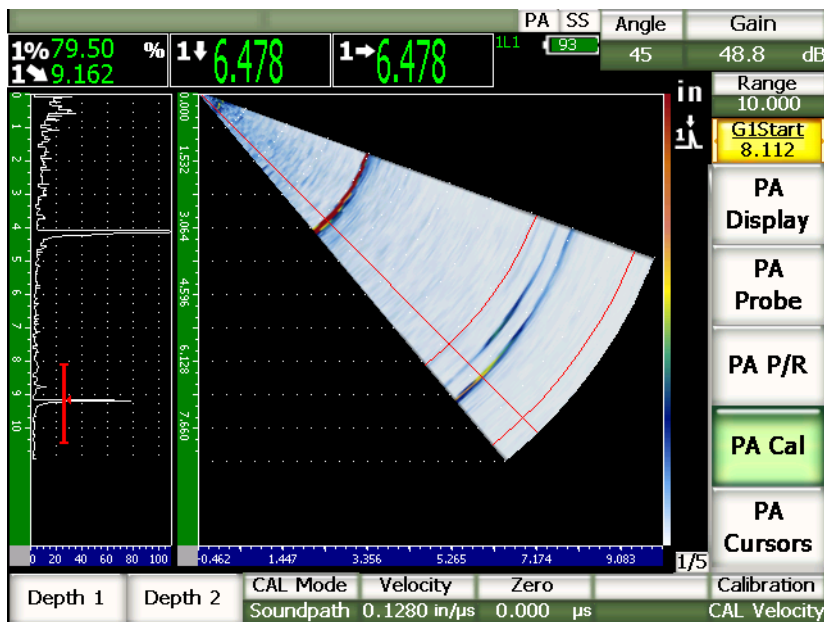 PA SS Angle Gain
1% 79.50 % 1 6.478 1 6.478 1L1 93 45 48.8 dB
1 9.162
Range
10.000
in
G1Start
8.112
1
PA
Display
PA
Probe
PA P/R
PA Cal
PA
Cursors
0
1
2
3
4
5
6
7
8
9
10
0.000
1.532
3.064
4.596
6.128
7.660
0 20 40 60 80 100
-0.462 1.447 3.356 5.265 7.174 9.083
1/5
Depth 1 Depth 2 CAL Mode Velocity Zero Calibration
Soundpath 0.1280 in/µs 0.000 µs CAL Velocity